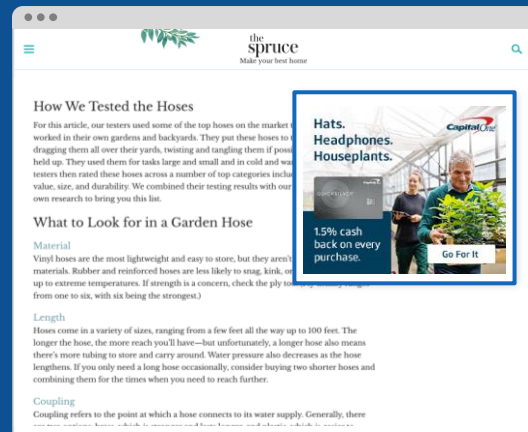 the
spruce
Make your best home
How We Tested the Hoses
For this article, our testers used some of the top hoses on the market
worked in their own gardens and backyards. They put these hoses to
dragging them all over their yards, twisting and tangling them if
held up. They used them for tasks large and small and in cold and
testers then rated these hoses across a number of top categories
value, size, and durability. We combined their testing results with our
own research to bring you this list.
What to Look for in a Garden Hose
Material
Vinyl hoses are the most lightweight and easy to store, but they aren't
materials. Rubber and reinforced hoses are less likely to snag, kink,
up to extreme temperatures. If strength is a concern, check the ply
from one to six, with six being the strongest.)
Length
Hoses come in a variety of sizes, ranging from a few feet all the way up to 100 feet. The
longer the hose, the more reach you'll have—but unfortunately, a longer hose also means
there's more tubing to store and carry around. Water pressure also decreases as the hose
lengthens. If you only need a long hose occasionally, consider buying two shorter hoses and
combining them for the times when you need to reach further.
Coupling
Coupling refers to the point at which a hose connects to its water supply. Generally, there
Hats.
Headphones.
Houseplants.
Capital One
QUICKSILVER
1.5% cash
back on every
purchase.
Go For It